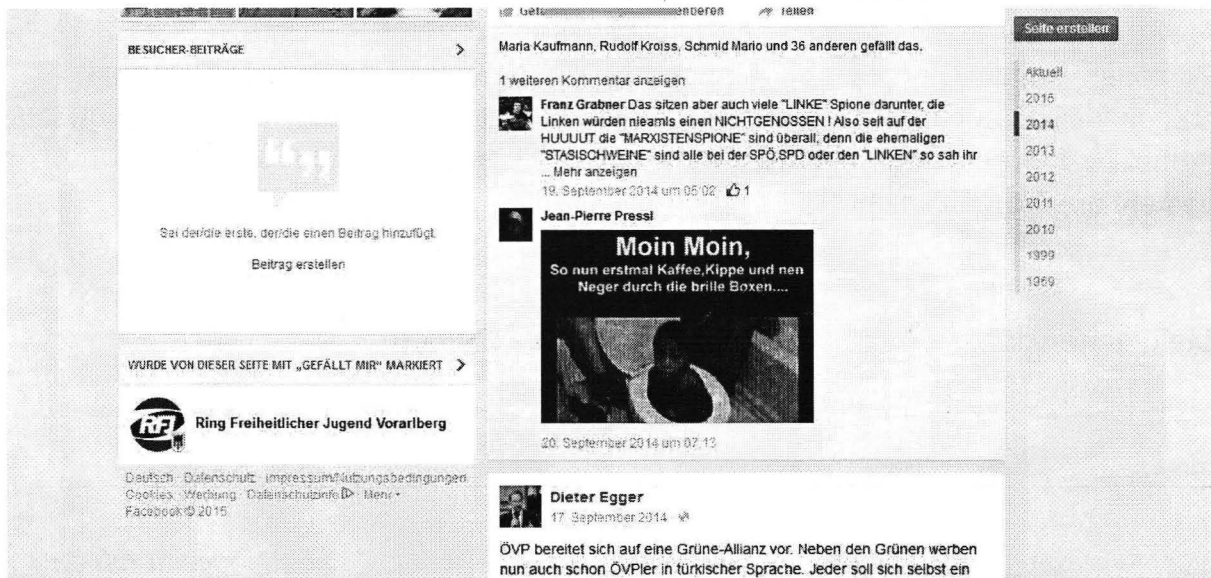 Teilen
BESUCHER-BEITRÄGE
Sei der/die erste, der/die einen Beitrag hinzufügt.
Beitrag erstellen
WURDE VON DIESER SEITE MIT „GEFÄLLT MIR“ MARKIERT
RFJ
Ring Freiheitlicher Jugend Vorarlberg
Deutsch · Datenschutz · Impressum/Nutzungsbedingungen
Cookies · Werbung · Datenschutzinfo · Mehr
Facebook © 2015
Maria Kaufmann, Rudolf Kroiss, Schmid Mario und 36 anderen gefällt das.
1 weiteren Kommentar anzeigen
Franz Grabner Das sitzen aber auch viele "LINKE" Spione darunter, die
Linken würden nieamls einen NICHTGENOSSEN ! Also seit auf der
HUUUUT die "MARXISTENSPIONE" sind überall, denn die ehemaligen
"STASISCHWEINE" sind alle bei der SPÖ,SPD oder den "LINKEN" so sah ihr
... Mehr anzeigen
19. September 2014 um 05:02 · 1
Jean-Pierre Pressl
Moin Moin,
So nun erstmal Kaffee,Kippe und nen
Neger durch die brille Boxen....
20. September 2014 um 07:13
Dieter Egger
17. September 2014
ÖVP bereitet sich auf eine Grüne-Allianz vor. Neben den Grünen werben
nun auch schon ÖVPler in türkischer Sprache. Jeder soll sich selbst ein
Seite erstellen
Aktuell
2015
2014
2013
2012
2011
2010
1999
1969